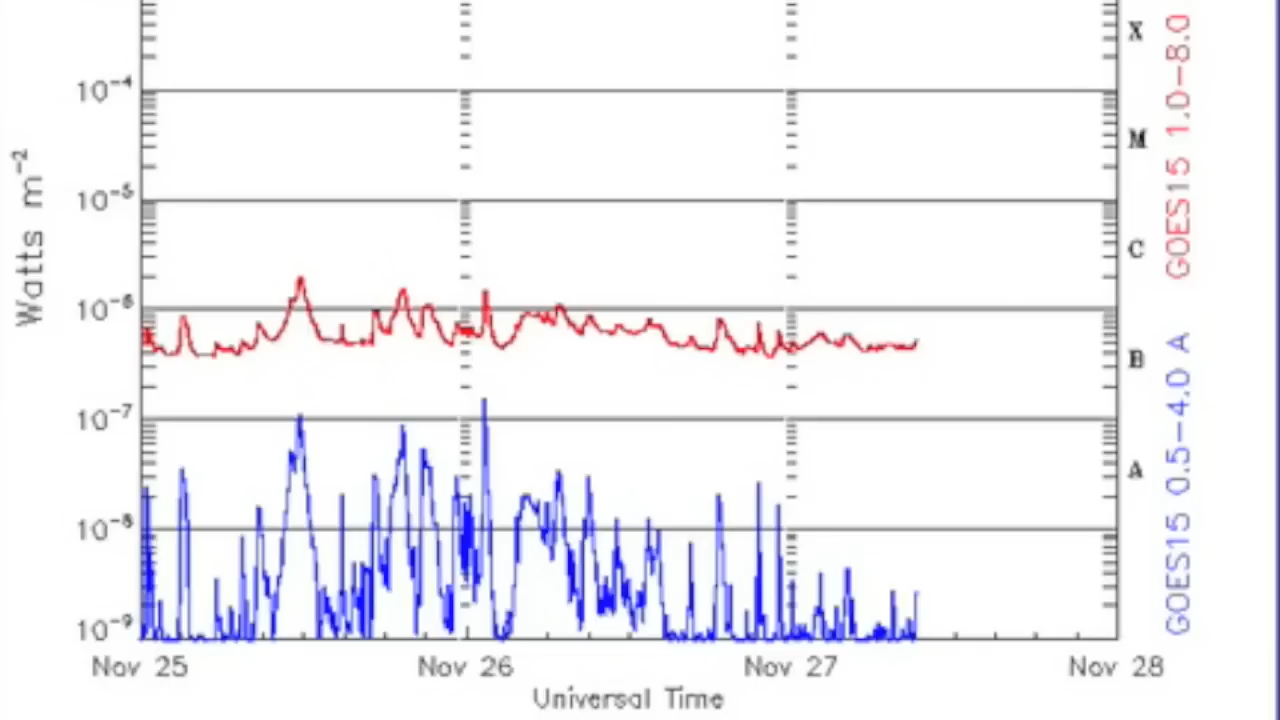 10⁻⁴
10⁻⁵
10⁻⁶
10⁻⁷
10⁻⁸
10⁻⁹
Watts m⁻²
X
M
C
B
A
GOES15 1.0-8.0
GOES15 0.5-4.0 A
Nov 25 Nov 26 Nov 27 Nov 28
Universal Time